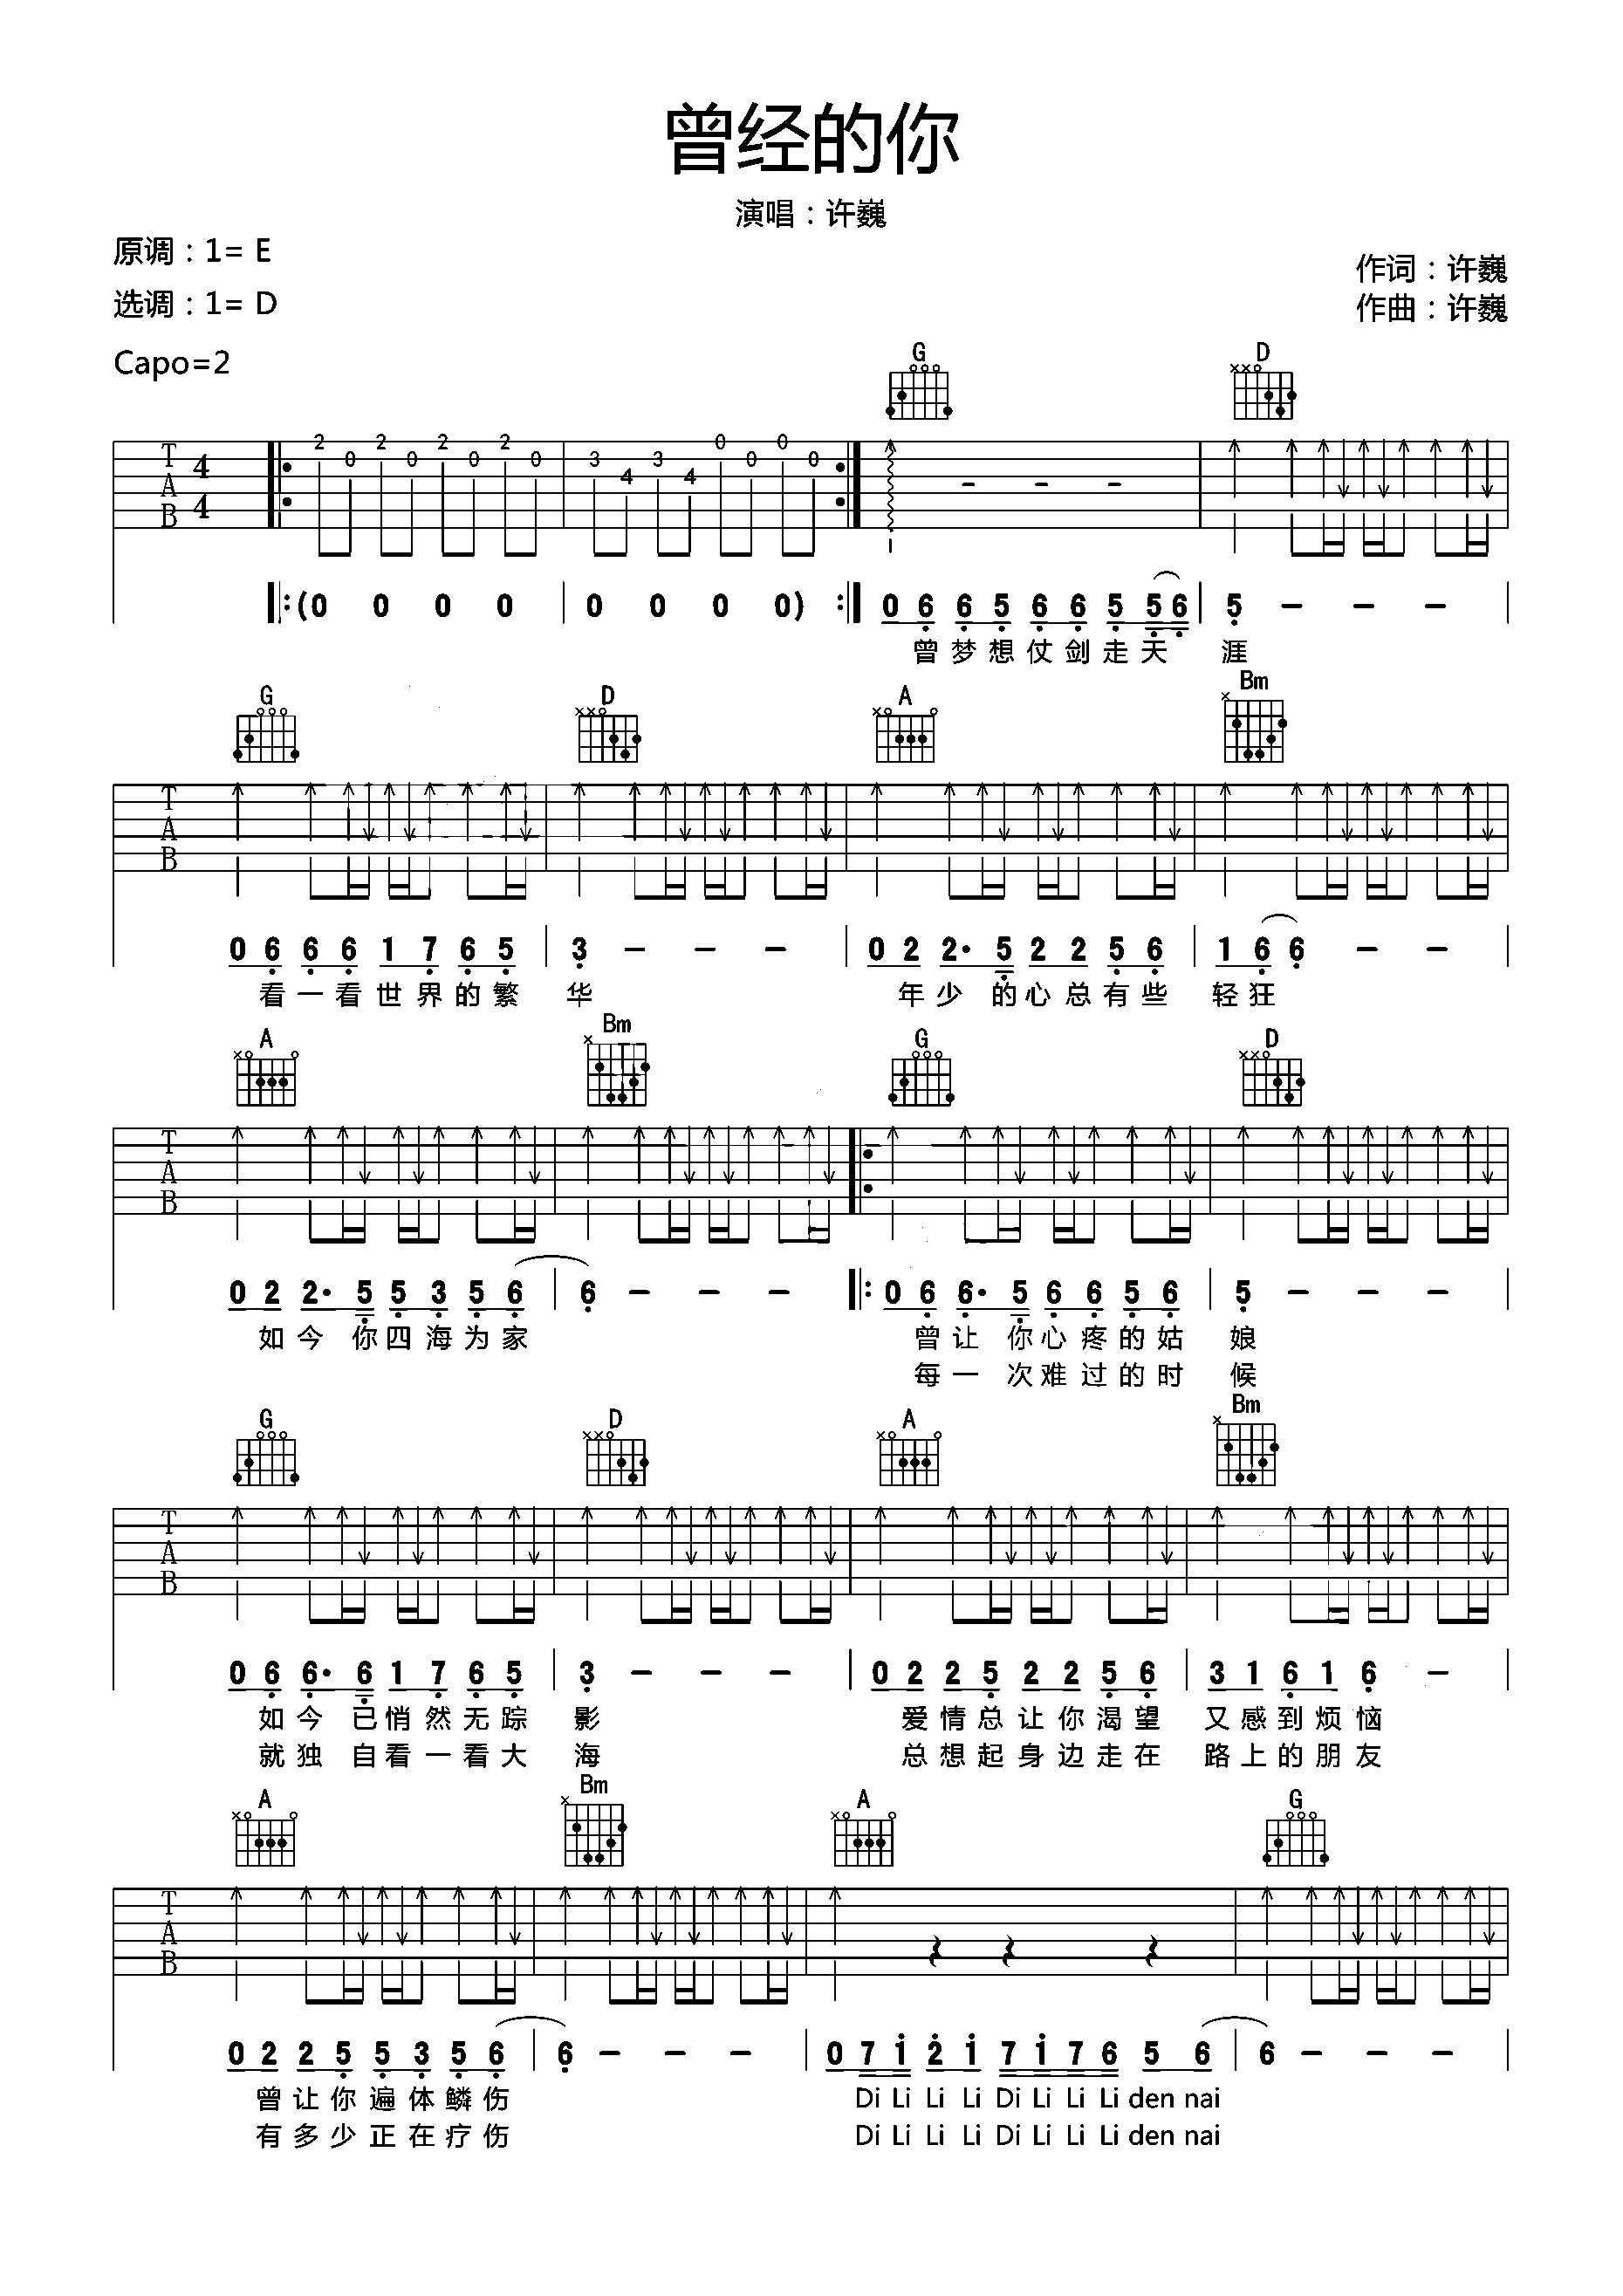 曾经的你
演唱：许巍
原调：1= E
作词：许巍
选调：1= D
作曲：许巍
Capo=2
G D
T A B 4 4 2 0 2 0 2 0 2 0 3 4 3 4 0 0 0 0 - - -
(0 0 0 0 0 0 0 0) 0 6 6 5 6 6 5 5 6 5 - - -
曾梦想仗剑走天 涯
G D A Bm
T A B
0 6 6 6 1 7 6 5 3 - - - 0 2 2· 5 2 2 5 6 1 6 6 - -
看一看世界的繁 华 年少 的心总有些 轻狂
A Bm G D
T A B
0 2 2· 5 5 3 5 6 6 - - - 0 6 6· 5 6 6 5 6 5 - - -
如今 你四海为家 曾让 你心疼的姑 娘
每一 次难过的时 候
G D A Bm
T A B
0 6 6· 6 1 7 6 5 3 - - - 0 2 2 5 2 2 5 6 3 1 6 1 6 -
如今 已悄然无踪 影 爱情总让你渴望 又感到烦恼
就独 自看一看大 海 总想起身边走在 路上的朋友
A Bm A G
T A B
0 2 2 5 5 3 5 6 6 - - - 0 7 1 2 1 7 1 7 6 5 6 6 - - -
曾让你遍体鳞伤 Di Li Li Li Di Li Li Li den nai
有多少正在疗伤 Di Li Li Li Di Li Li Li den nai